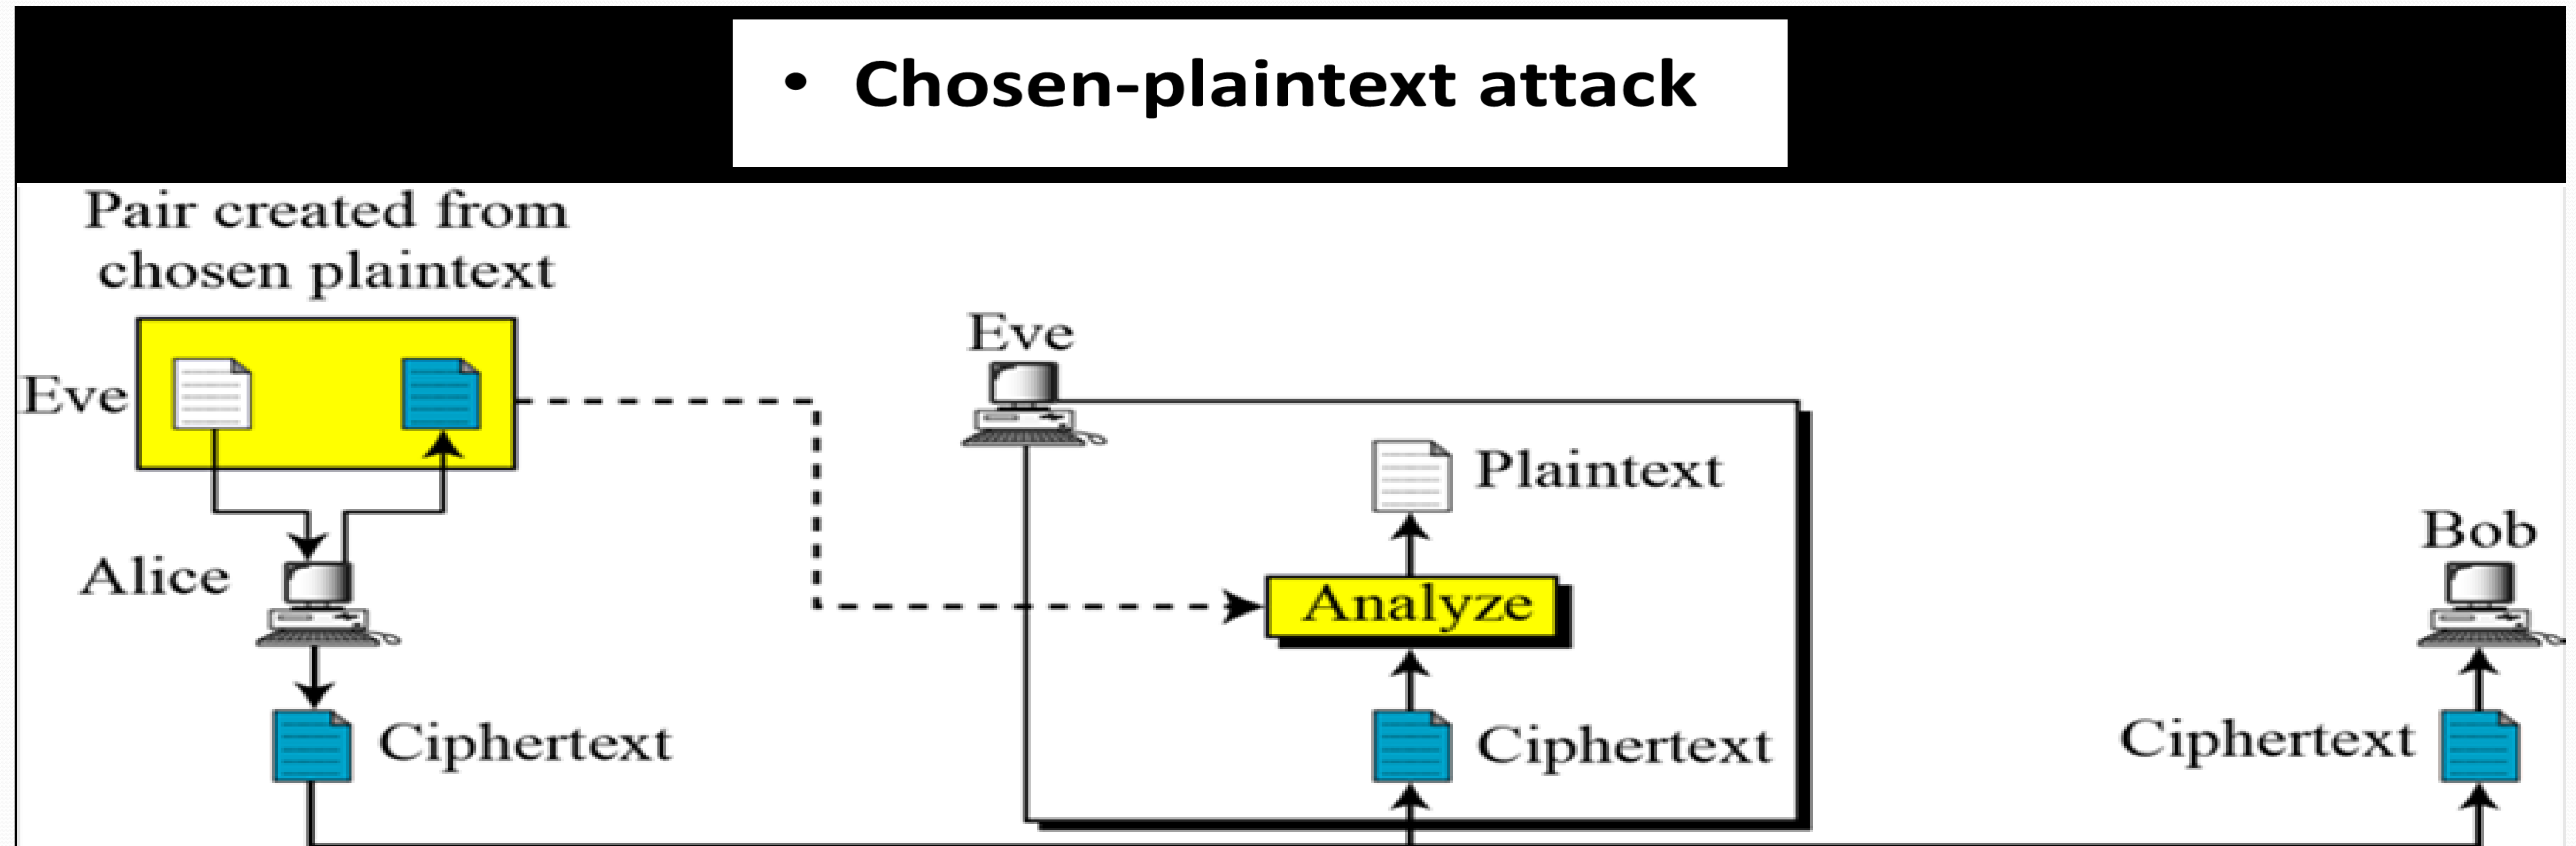 • Chosen-plaintext attack
Pair created from
chosen plaintext
Eve
Eve
Plaintext
Bob
Alice
Analyze
Ciphertext
Ciphertext
Ciphertext